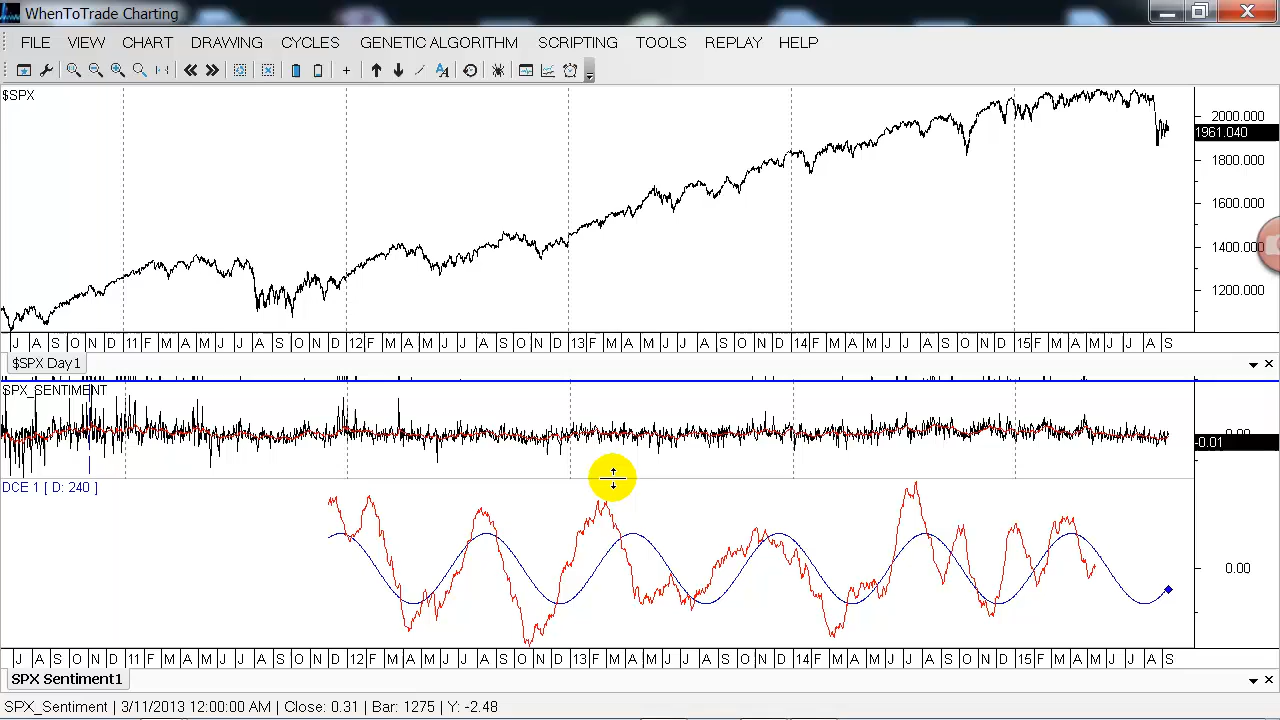 WhenToTrade Charting
FILE VIEW CHART DRAWING CYCLES GENETIC ALGORITHM SCRIPTING TOOLS REPLAY HELP
$SPX
2000.000
1961.040
1800.000
1600.000
1400.000
1200.000
J A S O N D 11 F M A M J J A S O N D 12 F M A M J J A S O N D 13 F M A M J J A S O N D 14 F M A M J J A S O N D 15 F M A M J J A S
$SPX Day1
SPX_SENTIMENT
0.00
-0.01
DCE 1 [ D: 240 ]
0.00
J A S O N D 11 F M A M J J A S O N D 12 F M A M J J A S O N D 13 F M A M J J A S O N D 14 F M A M J J A S O N D 15 F M A M J J A S
SPX Sentiment1
SPX_Sentiment | 3/11/2013 12:00:00 AM | Close: 0.31 | Bar: 1275 | Y: -2.48